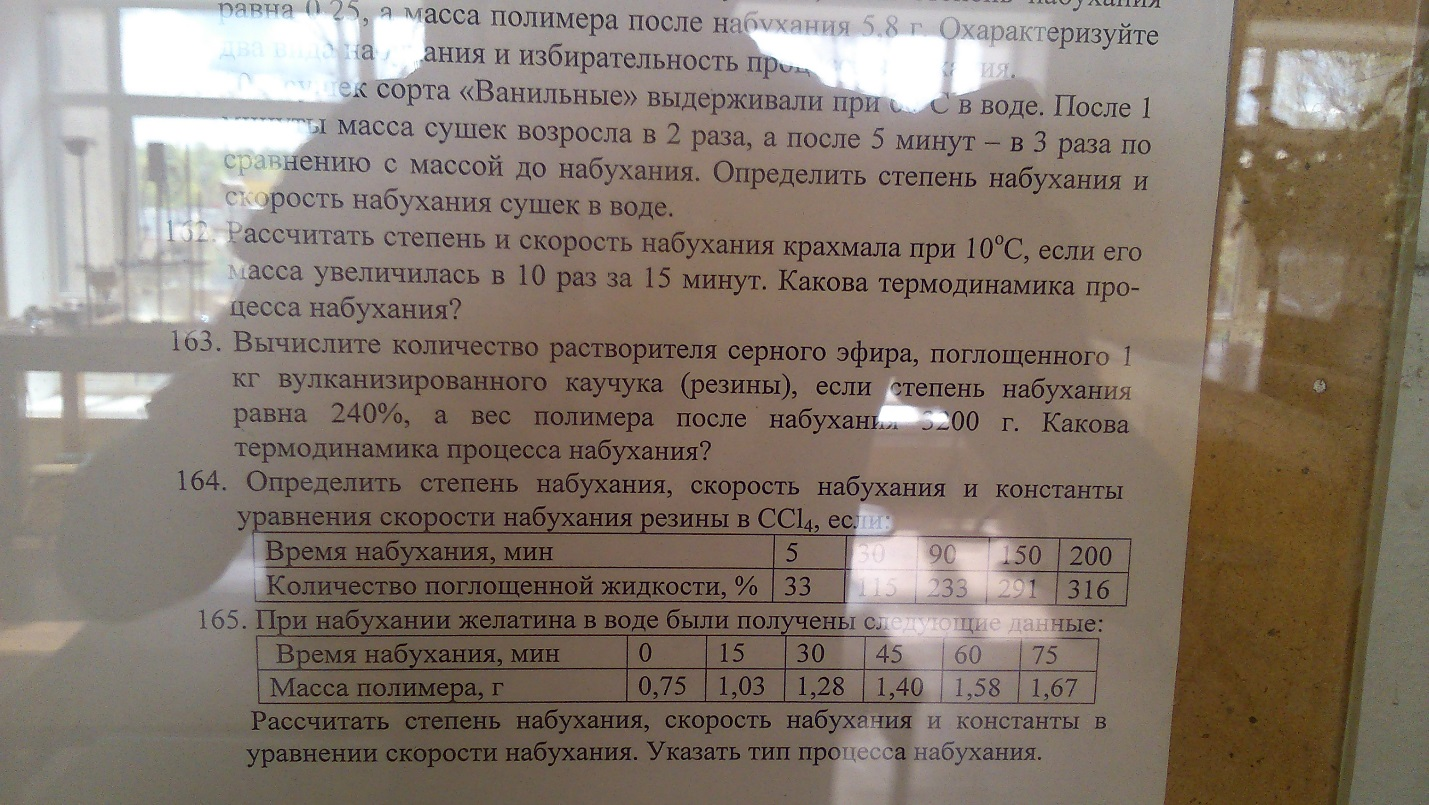 равна 0,25, а масса полимера после набухания 5,8 г. Охарактеризуйте
два вида набухания и избирательность
сорта «Ванильные» выдерживали при С в воде. После 1
минуты масса сушек возросла в 2 раза, а после 5 минут – в 3 раза по
сравнению с массой до набухания. Определить степень набухания и
скорость набухания сушек в воде.
162. Рассчитать степень и скорость набухания крахмала при 10°С, если его
масса увеличилась в 10 раз за 15 минут. Какова термодинамика про-
цесса набухания?
163. Вычислите количество растворителя серного эфира, поглощенного 1
кг вулканизированного каучука (резины), если степень набухания
равна 240%, а вес полимера после набухания 3200 г. Какова
термодинамика процесса набухания?
164. Определить степень набухания, скорость набухания и константы
уравнения скорости набухания резины в CCl₄, если:
Время набухания, мин 5 30 90 150 200
Количество поглощенной жидкости, % 33 115 233 291 316
165. При набухании желатина в воде были получены следующие данные:
Время набухания, мин 0 15 30 45 60 75
Масса полимера, г 0,75 1,03 1,28 1,40 1,58 1,67
Рассчитать степень набухания, скорость набухания и константы в
уравнении скорости набухания. Указать тип процесса набухания.